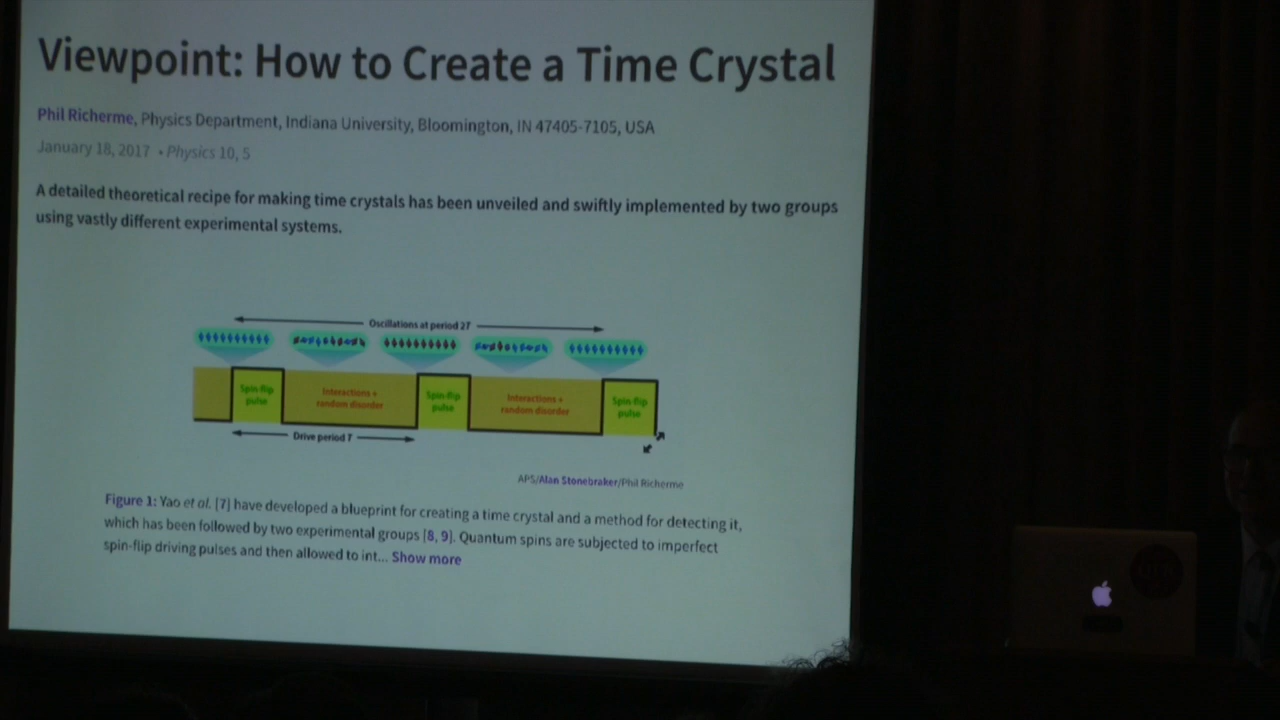 Viewpoint: How to Create a Time Crystal
Phil Richerme, Physics Department, Indiana University, Bloomington, IN 47405-7105, USA
January 18, 2017 • Physics 10, 5
A detailed theoretical recipe for making time crystals has been unveiled and swiftly implemented by two groups
using vastly different experimental systems.
Oscillations at period 2T
Spin-flip
pulse
Interactions +
random disorder
Spin-flip
pulse
Interactions +
random disorder
Spin-flip
pulse
Drive period T
APS/Alan Stonebraker/Phil Richerme
Figure 1: Yao et al. [7] have developed a blueprint for creating a time crystal and a method for detecting it,
which has been followed by two experimental groups [8, 9]. Quantum spins are subjected to imperfect
spin-flip driving pulses and then allowed to int... Show more